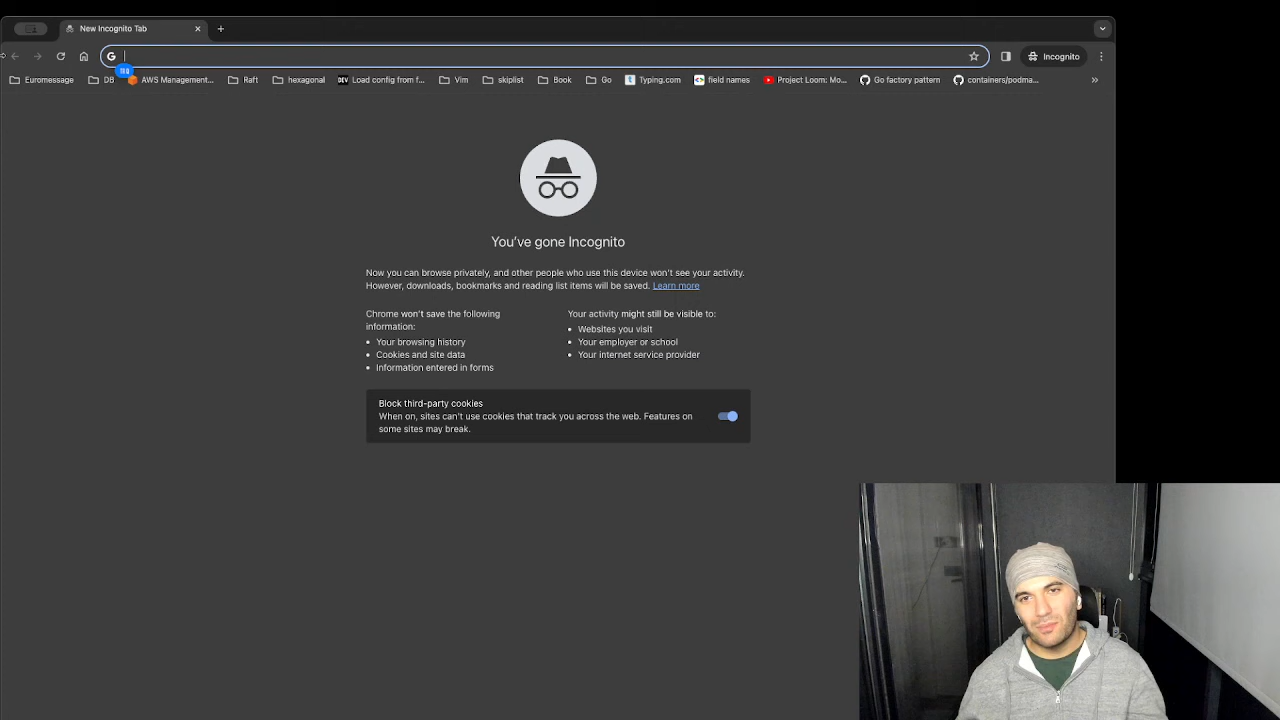 New Incognito Tab
Incognito
Euromessage DB AWS Management... Raft hexagonal DEV Load config from f... Vim skiplist Book Go t Typing.com field names Project Loom: Mo... Go factory pattern containers/podma... »
You've gone Incognito
Now you can browse privately, and other people who use this device won't see your activity.
However, downloads, bookmarks and reading list items will be saved. Learn more
Chrome won't save the following
information:
• Your browsing history
• Cookies and site data
• Information entered in forms
Your activity might still be visible to:
• Websites you visit
• Your employer or school
• Your internet service provider
Block third-party cookies
When on, sites can't use cookies that track you across the web. Features on
some sites may break.